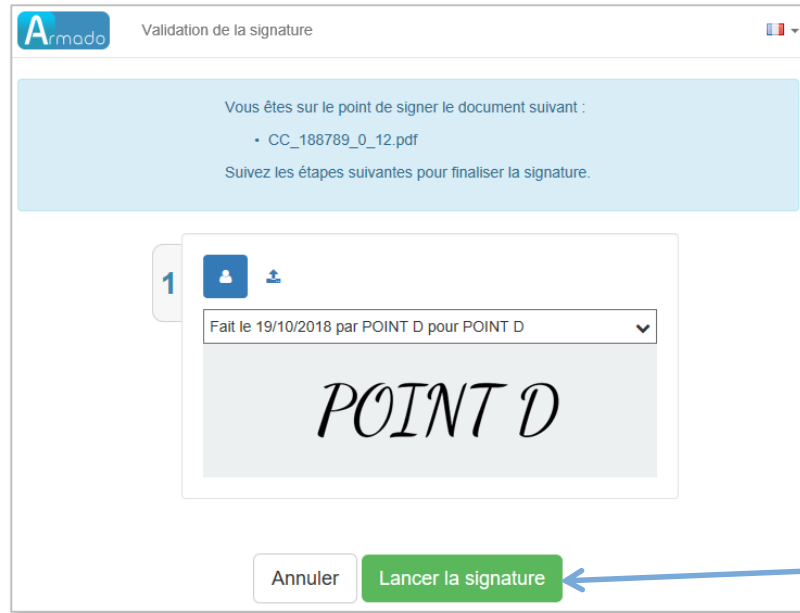 Armado
Validation de la signature
Vous êtes sur le point de signer le document suivant :
• CC_188789_0_12.pdf
Suivez les étapes suivantes pour finaliser la signature.
1
Fait le 19/10/2018 par POINT D pour POINT D
POINT D
Annuler
Lancer la signature